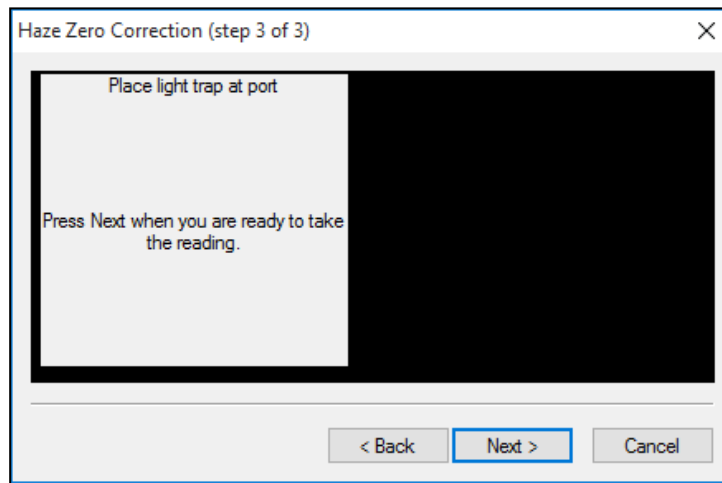 Haze Zero Correction (step 3 of 3)
Place light trap at port
Press Next when you are ready to take
the reading.
< Back
Next >
Cancel